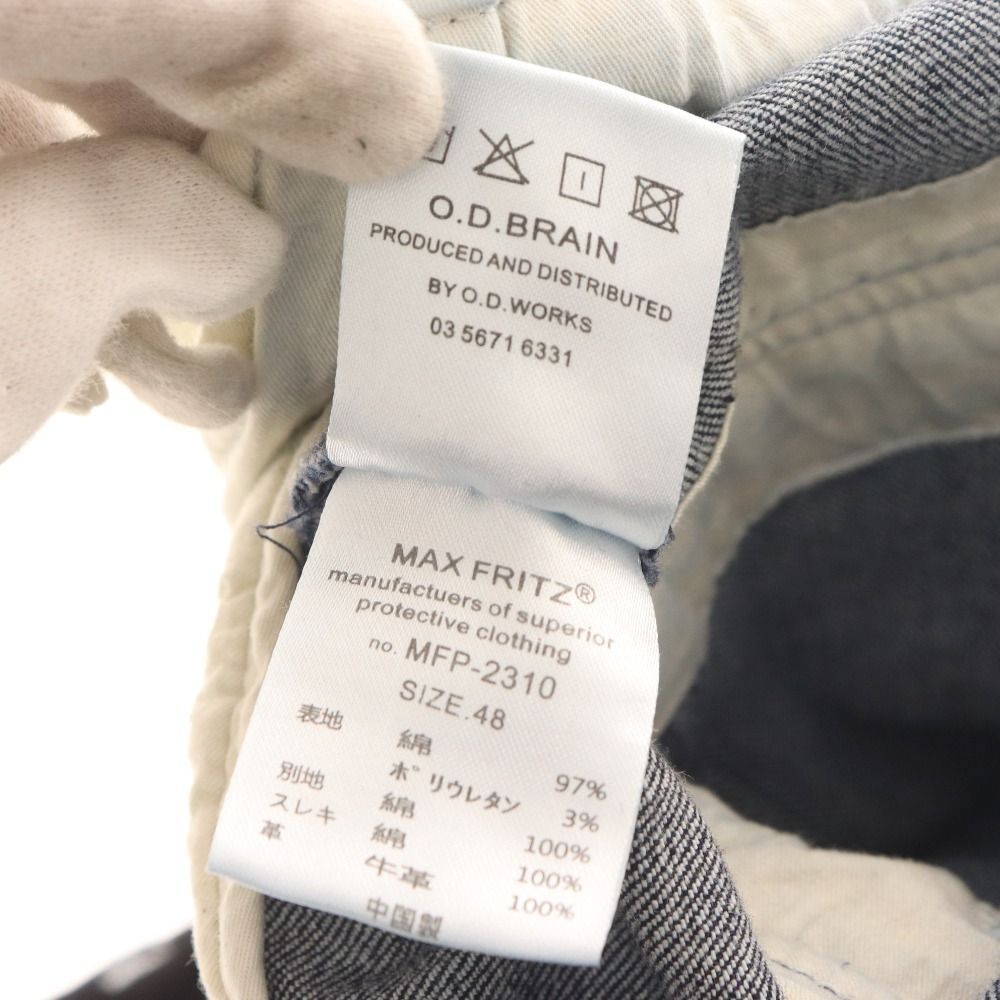 O.D.BRAIN
PRODUCED AND DISTRIBUTED
BY O.D.WORKS
03 5671 6331
MAX FRITZ®
manufactuers of superior
protective clothing
no. MFP-2310
SIZE.48
表地 綿 97%
ポリウレタン 3%
別地 綿 100%
スレキ 綿 100%
革 牛革 100%
中国製